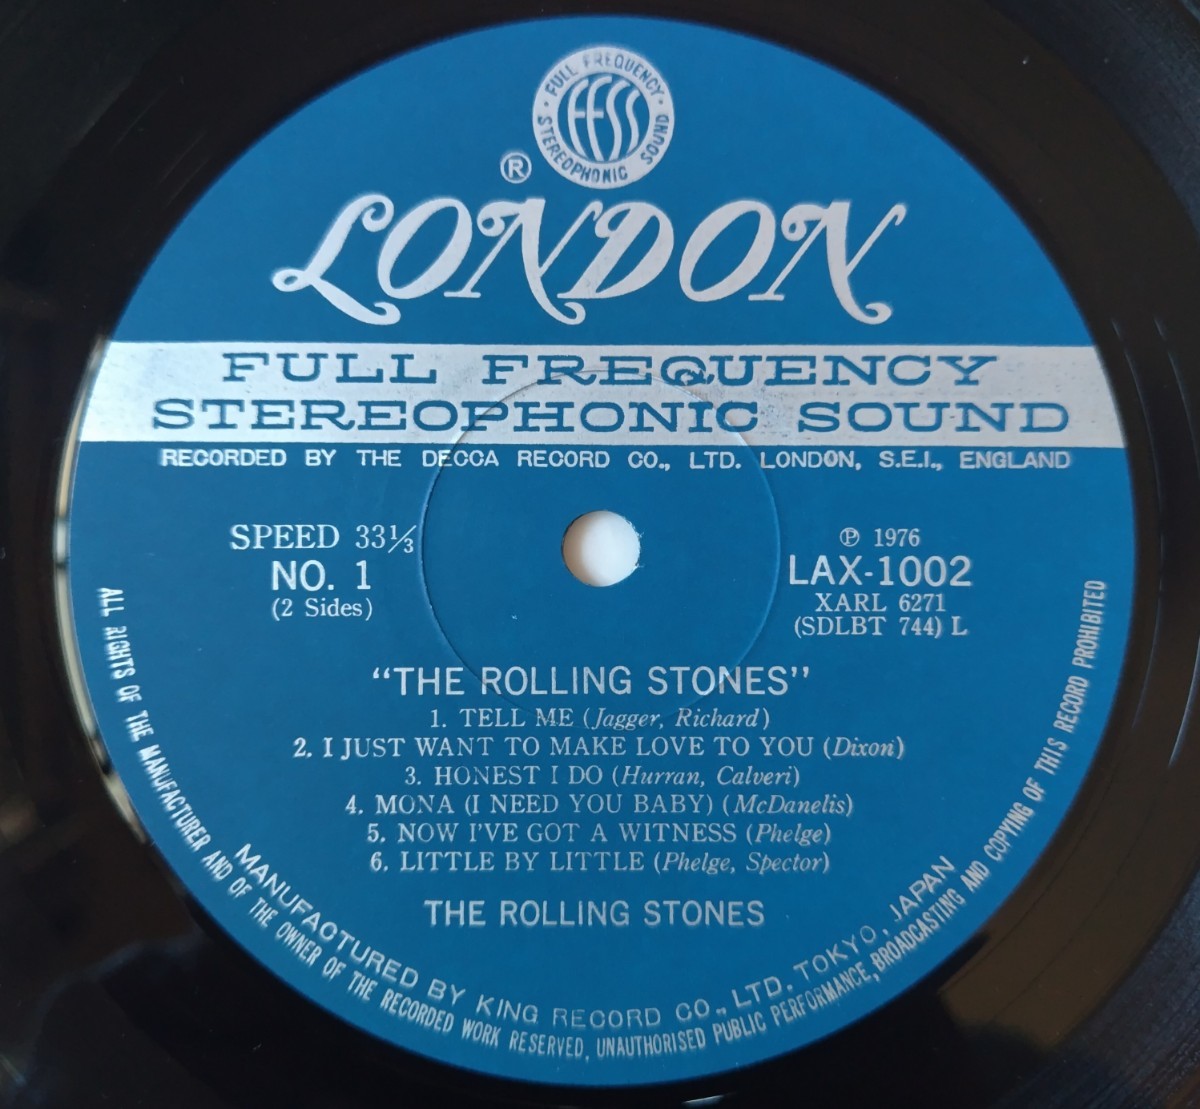 FULL FREQUENCY
STEREOPHONIC SOUND
FFSS
®
LONDON
FULL FREQUENCY
STEREOPHONIC SOUND
RECORDED BY THE DECCA RECORD CO., LTD. LONDON, S.E.I., ENGLAND
SPEED 33⅓
NO. 1
(2 Sides)
℗ 1976
LAX-1002
XARL 6271
(SDLBT 744) L
"THE ROLLING STONES"
1. TELL ME (Jagger, Richard)
2. I JUST WANT TO MAKE LOVE TO YOU (Dixon)
3. HONEST I DO (Hurran, Calveri)
4. MONA (I NEED YOU BABY) (McDanelis)
5. NOW I'VE GOT A WITNESS (Phelge)
6. LITTLE BY LITTLE (Phelge, Spector)
THE ROLLING STONES
MANUFACTURED BY KING RECORD CO., LTD. TOKYO, JAPAN
ALL RIGHTS OF THE MANUFACTURER AND OF THE OWNER OF THE RECORDED WORK RESERVED, UNAUTHORISED PUBLIC PERFORMANCE, BROADCASTING AND COPYING OF THIS RECORD PROHIBITED